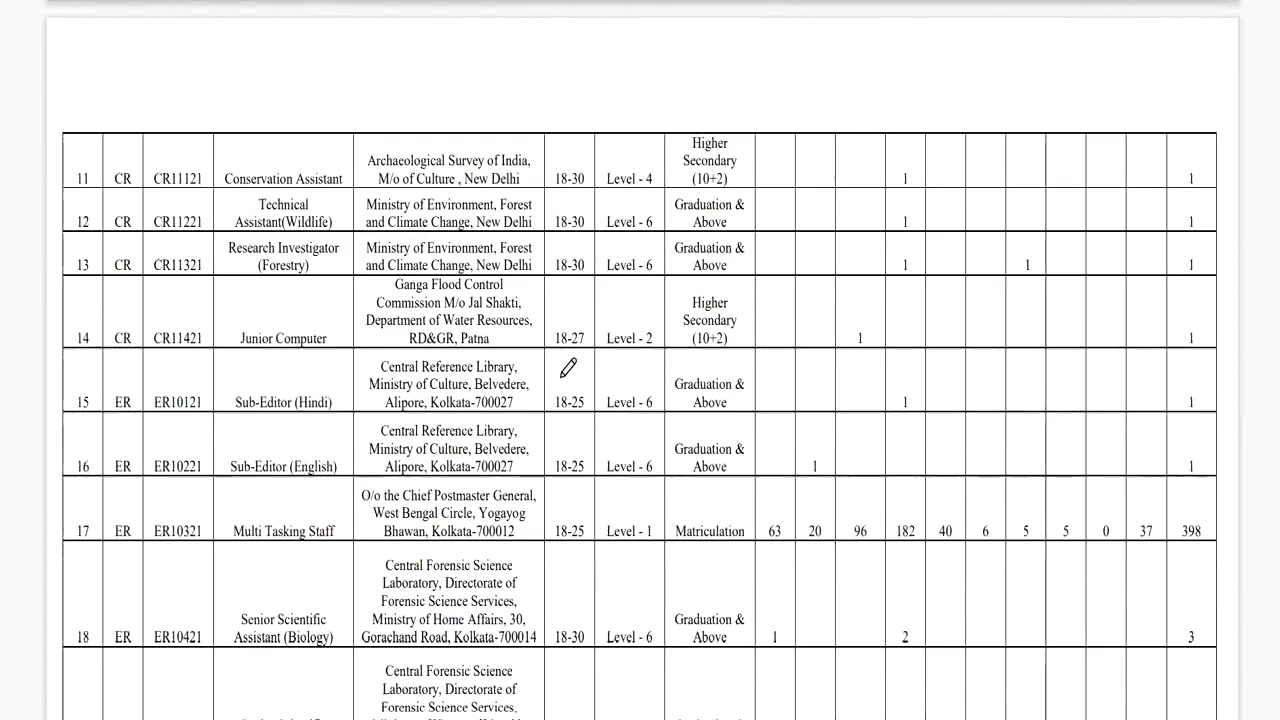 11 CR CR11121 Conservation Assistant Archaeological Survey of India, M/o of Culture , New Delhi 18-30 Level - 4 Higher Secondary (10+2) 1 1
12 CR CR11221 Technical Assistant(Wildlife) Ministry of Environment, Forest and Climate Change, New Delhi 18-30 Level - 6 Graduation & Above 1 1
13 CR CR11321 Research Investigator (Forestry) Ministry of Environment, Forest and Climate Change, New Delhi 18-30 Level - 6 Graduation & Above 1 1 1
14 CR CR11421 Junior Computer Ganga Flood Control Commission M/o Jal Shakti, Department of Water Resources, RD&GR, Patna 18-27 Level - 2 Higher Secondary (10+2) 1 1
15 ER ER10121 Sub-Editor (Hindi) Central Reference Library, Ministry of Culture, Belvedere, Alipore, Kolkata-700027 18-25 Level - 6 Graduation & Above 1 1
16 ER ER10221 Sub-Editor (English) Central Reference Library, Ministry of Culture, Belvedere, Alipore, Kolkata-700027 18-25 Level - 6 Graduation & Above 1 1
17 ER ER10321 Multi Tasking Staff O/o the Chief Postmaster General, West Bengal Circle, Yogayog Bhawan, Kolkata-700012 18-25 Level - 1 Matriculation 63 20 96 182 40 6 5 5 0 37 398
18 ER ER10421 Senior Scientific Assistant (Biology) Central Forensic Science Laboratory, Directorate of Forensic Science Services, Ministry of Home Affairs, 30, Gorachand Road, Kolkata-700014 18-30 Level - 6 Graduation & Above 1 2 3
Central Forensic Science Laboratory, Directorate of Forensic Science Services,